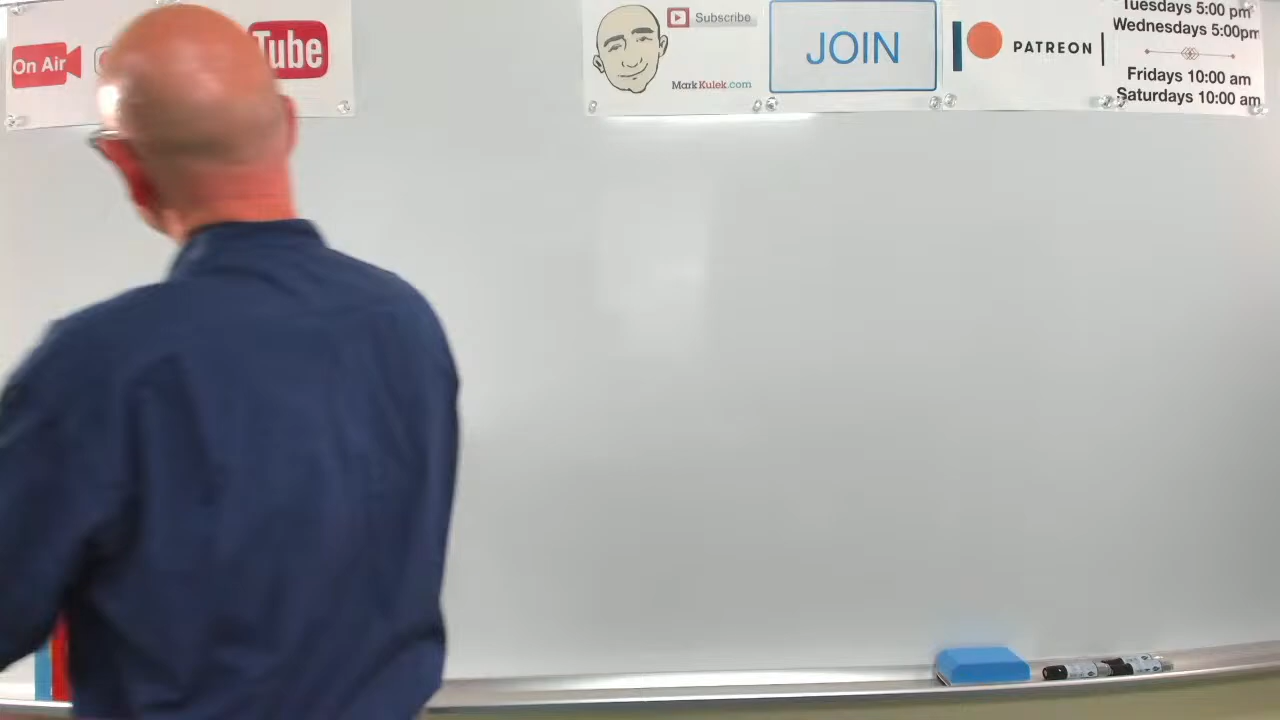 On Air
Tube
Subscribe
MarkKulek.com
JOIN
PATREON
Tuesdays 5:00 pm
Wednesdays 5:00pm
Fridays 10:00 am
Saturdays 10:00 am